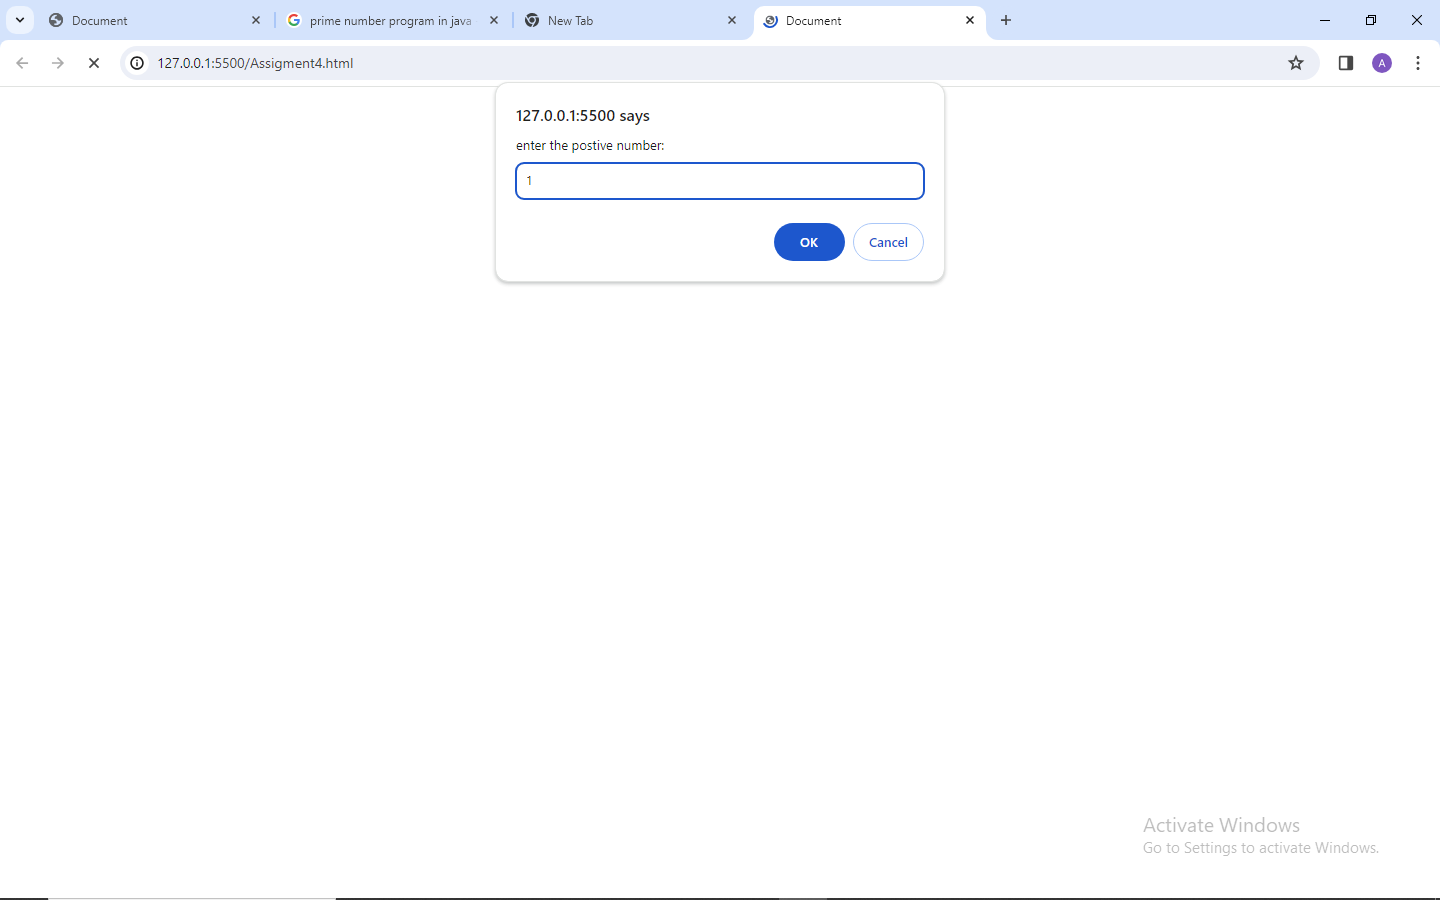 Document
prime number program in java
New Tab
Document
127.0.0.1:5500/Assigment4.html
A
127.0.0.1:5500 says
enter the postive number:
1
OK
Cancel
Activate Windows
Go to Settings to activate Windows.